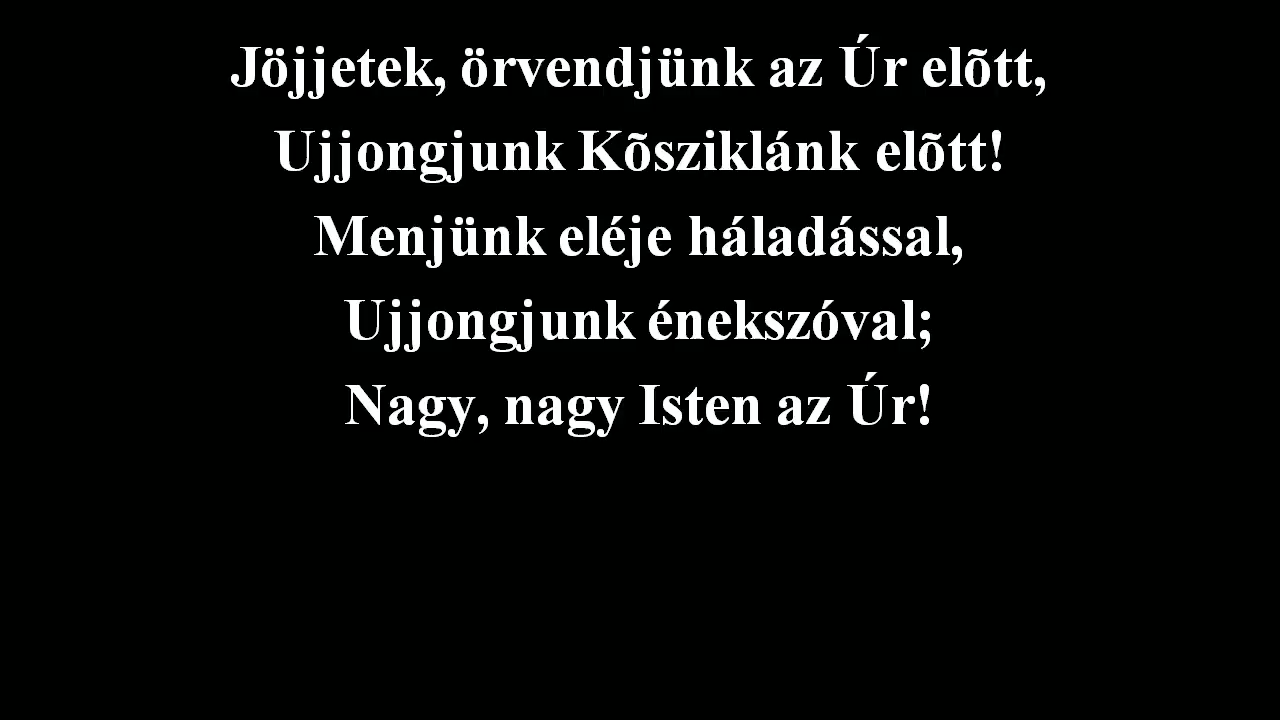 Jöjjetek, örvendjünk az Úr elõtt,
Ujjongjunk Kõsziklánk elõtt!
Menjünk eléje háladással,
Ujjongjunk énekszóval;
Nagy, nagy Isten az Úr!